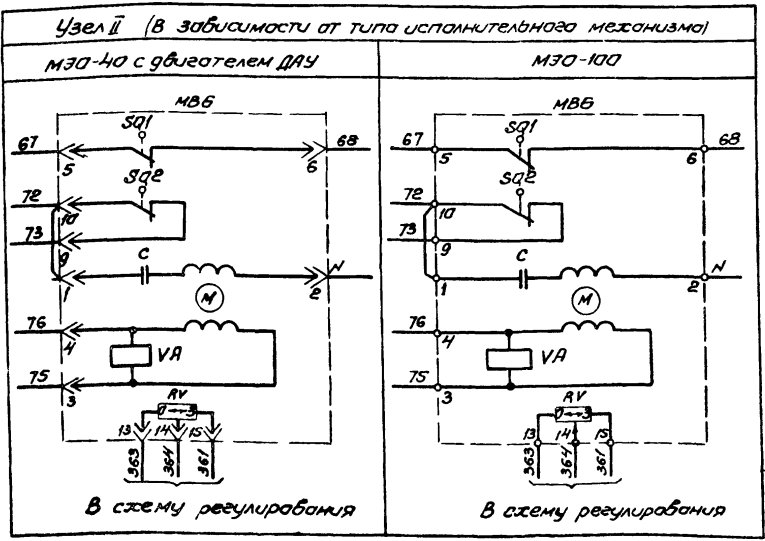 Узел II (В зависимости от типа исполнительного механизма)
МЭО-40 с двигателем ДАУ
МЭО-100
МВ6
SQ1
67 5 6 68
SQ2
72 10
73 9
C
1 2 N
M
76 4
VA
75 3
RV
П Э
13 14 15
363 364 361
В схему регулирования
МВ6
SQ1
67 5 6 68
SQ2
72 10
73 9
C
1 2 N
M
76 4
VA
75 3
RV
П Э
13 14 15
363 364 361
В схему регулирования